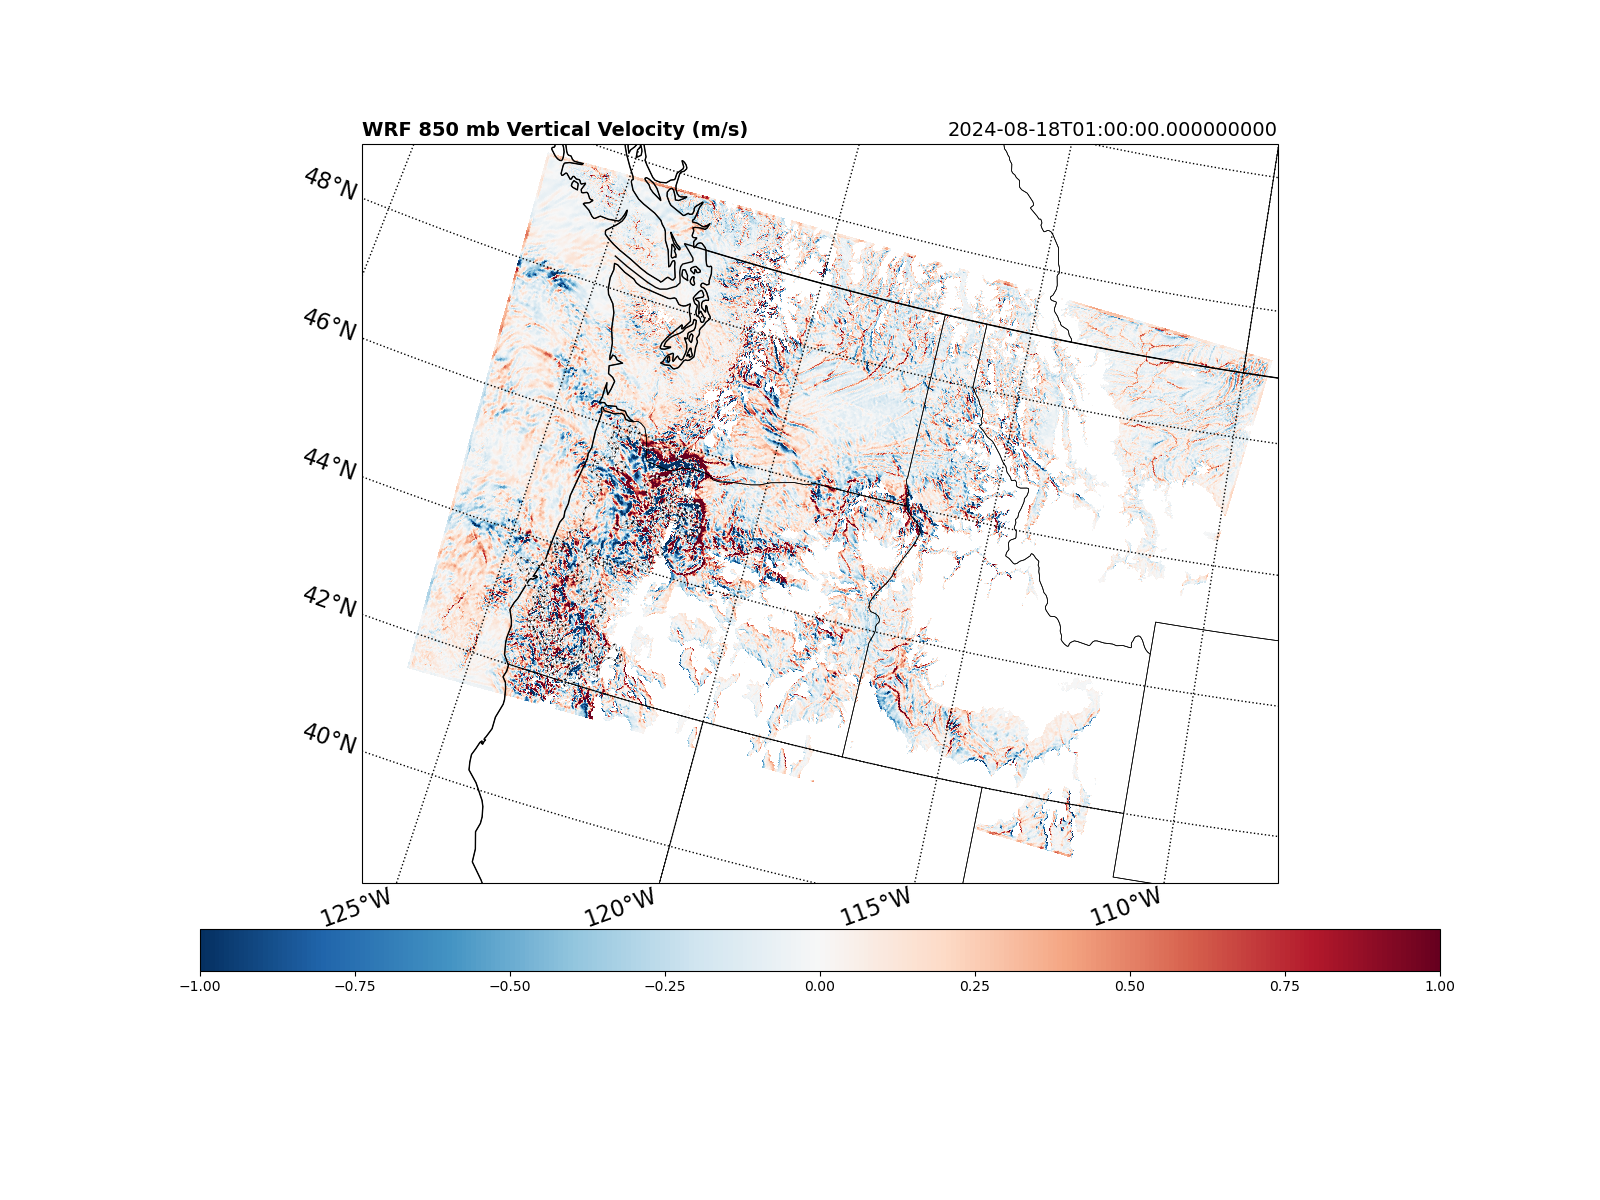 WRF 850 mb Vertical Velocity (m/s) 2024-08-18T01:00:00.000000000
48°N
46°N
44°N
42°N
40°N
125°W 120°W 115°W 110°W
−1.00 −0.75 −0.50 −0.25 0.00 0.25 0.50 0.75 1.00